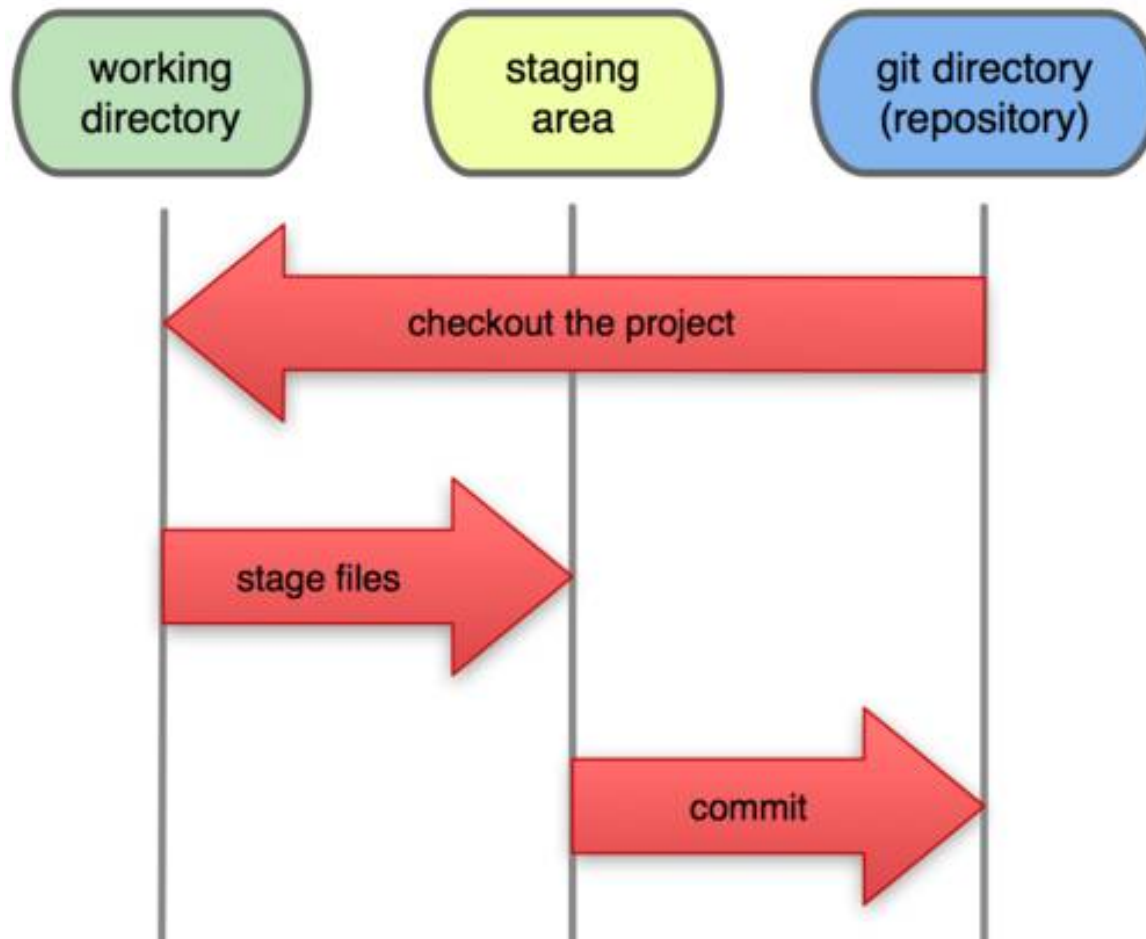 working
directory
staging
area
git directory
(repository)
checkout the project
stage files
commit